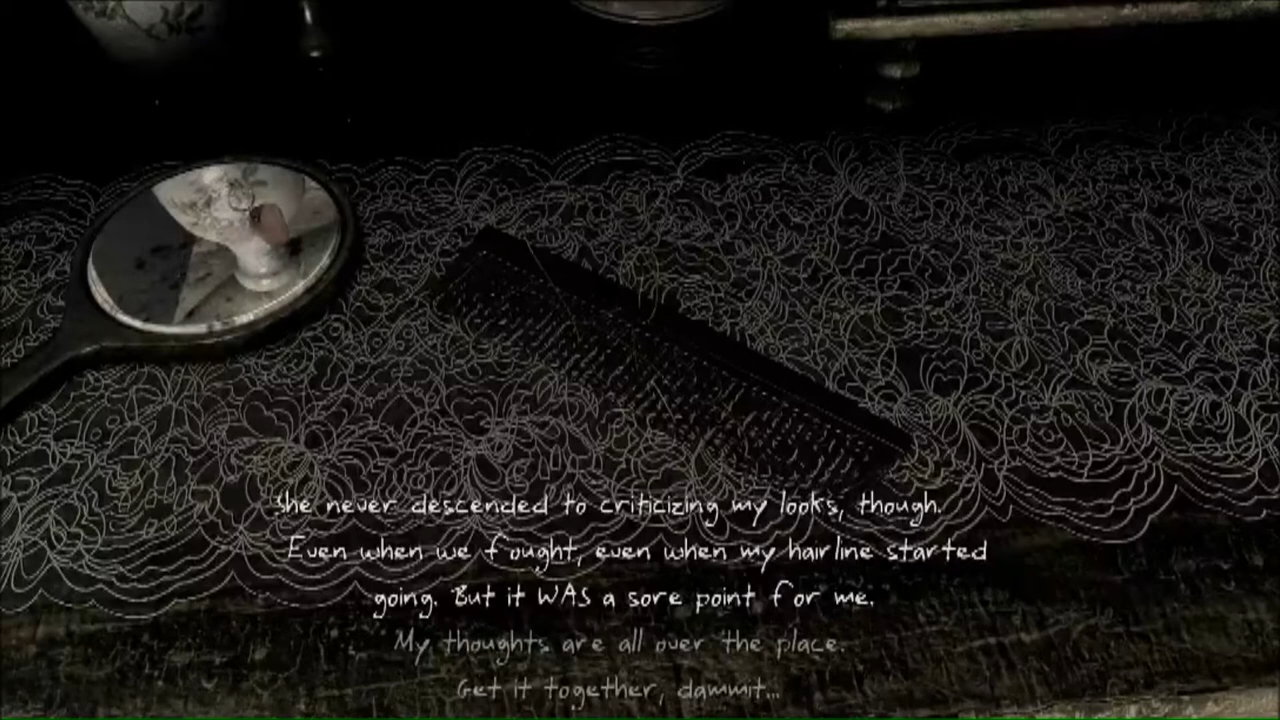 She never descended to criticizing my looks, though.
Even when we fought, even when my hairline started
going. But it WAS a sore point for me.
My thoughts are all over the place.
Get it together, dammit...